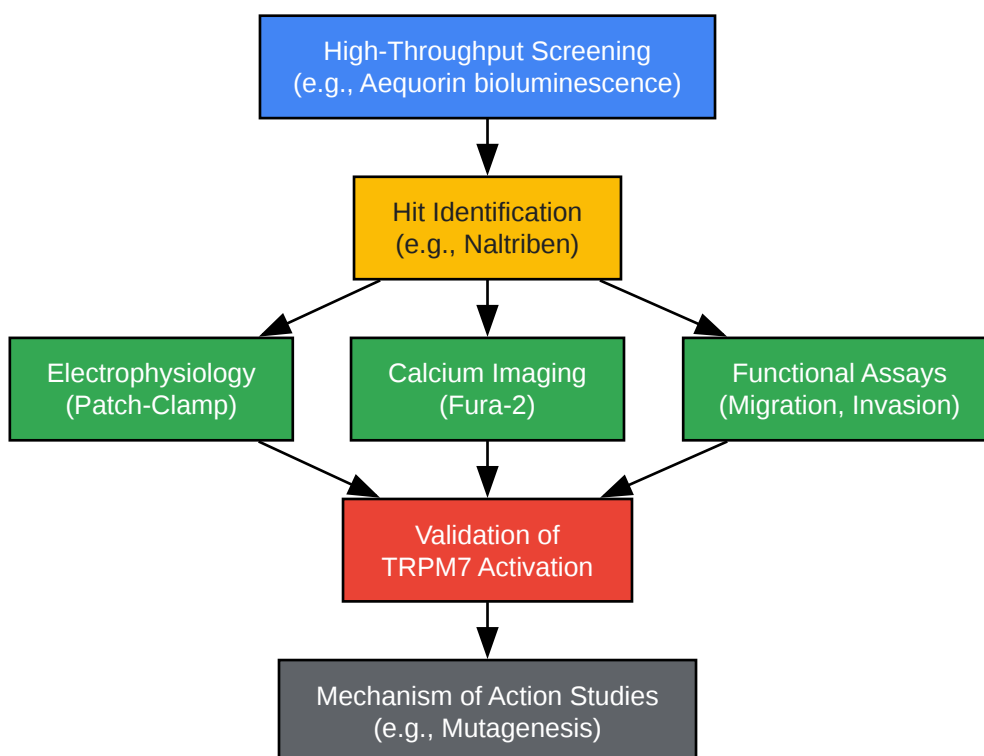 High-Throughput Screening
(e.g., Aequorin bioluminescence)
Hit Identification
(e.g., Naltriben)
Electrophysiology
(Patch-Clamp)
Calcium Imaging
(Fura-2)
Functional Assays
(Migration, Invasion)
Validation of
TRPM7 Activation
Mechanism of Action Studies
(e.g., Mutagenesis)